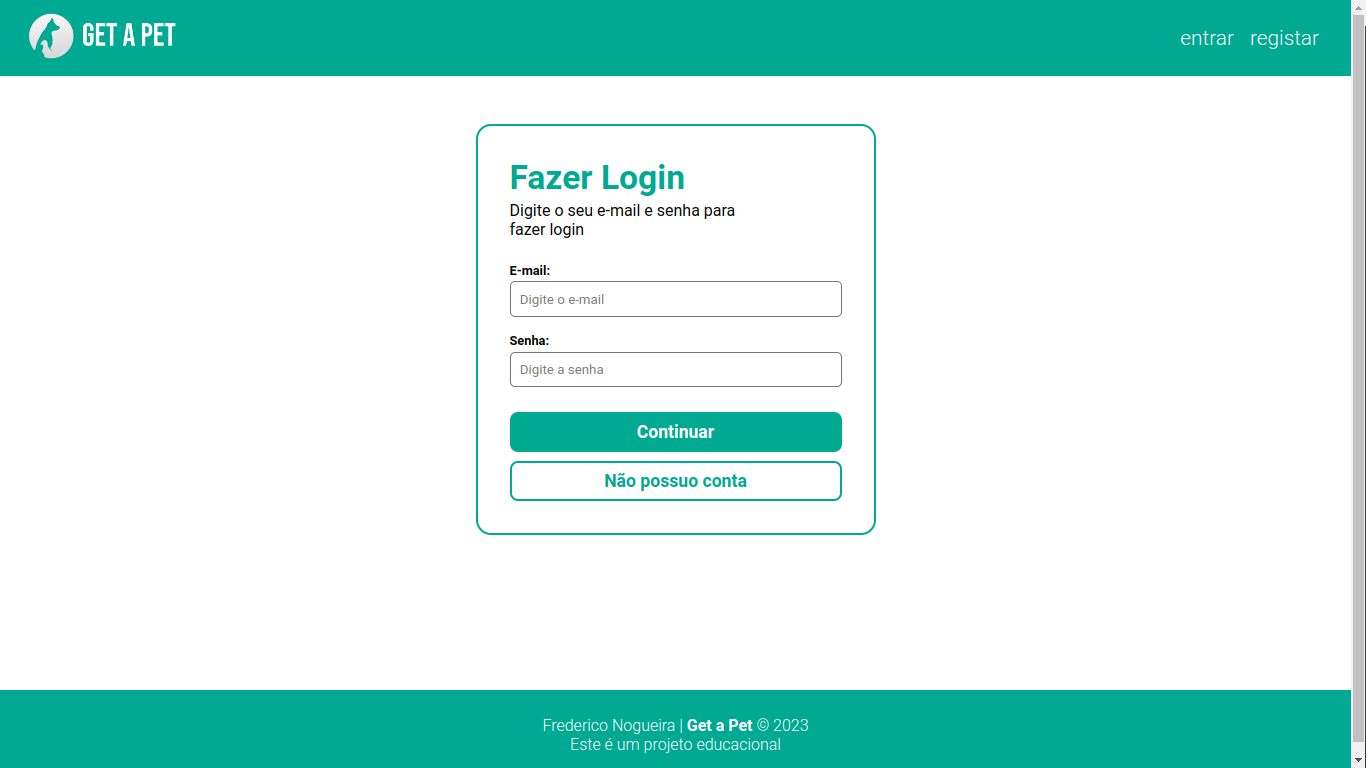 GET A PET
entrar registar
Fazer Login
Digite o seu e-mail e senha para
fazer login
E-mail:
Digite o e-mail
Senha:
Digite a senha
Continuar
Não possuo conta
Frederico Nogueira | Get a Pet © 2023
Este é um projeto educacional